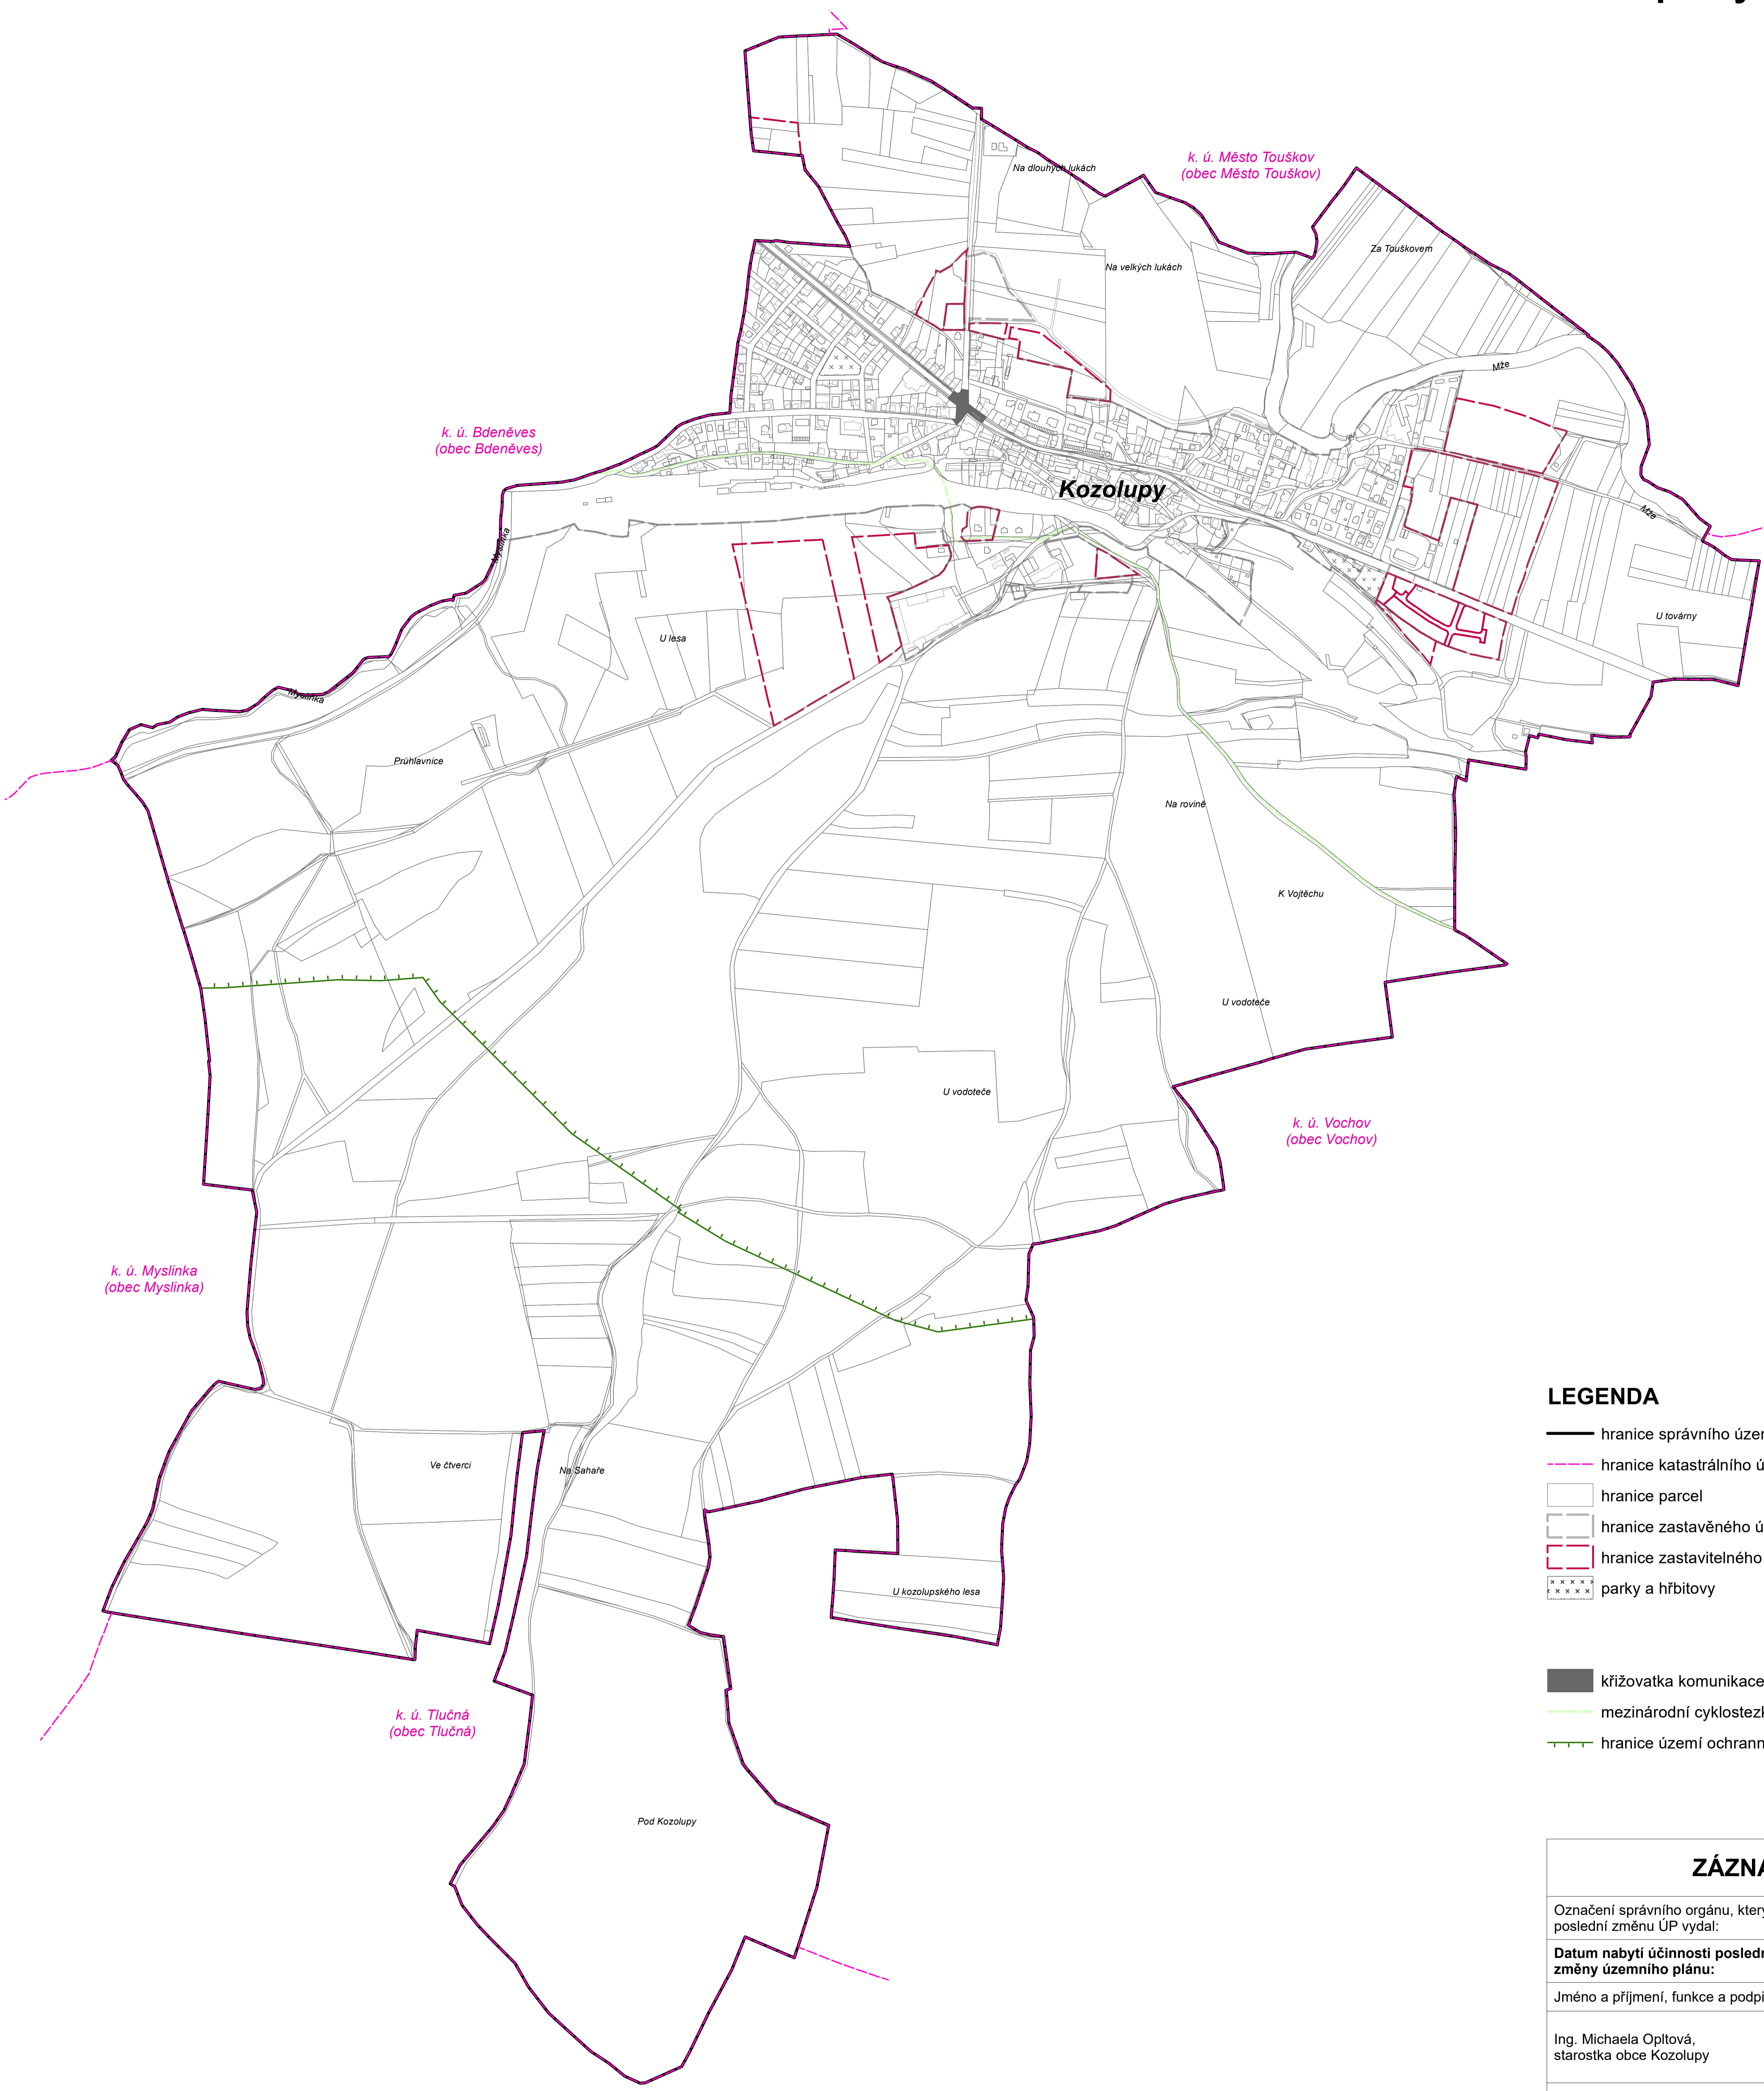 k. ú. Město Touškov
(obec Město Touškov)
Na dlouhých lukách
Za Touškovem
Na velkých lukách
Mže
k. ú. Bdeněves
(obec Bdeněves)
Kozolupy
Mže
Myslinka
U továrny
U lesa
Myslinka
Průhlavnice
Na rovině
K Vojtěchu
U vodoteče
U vodoteče
k. ú. Vochov
(obec Vochov)
k. ú. Myslinka
(obec Myslinka)
Ve čtverci
Na Sahaře
U kozolupského lesa
k. ú. Tlučná
(obec Tlučná)
Pod Kozolupy
LEGENDA
hranice správního územ
hranice katastrálního ú
hranice parcel
hranice zastavěného ú
hranice zastavitelného
parky a hřbitovy
křižovatka komunikace
mezinárodní cyklostezk
hranice území ochrann
ZÁZNA
Označení správního orgánu, kter
poslední změnu ÚP vydal:
Datum nabytí účinnosti posledn
změny územního plánu:
Jméno a příjmení, funkce a podpi
Ing. Michaela Opltová,
starostka obce Kozolupy